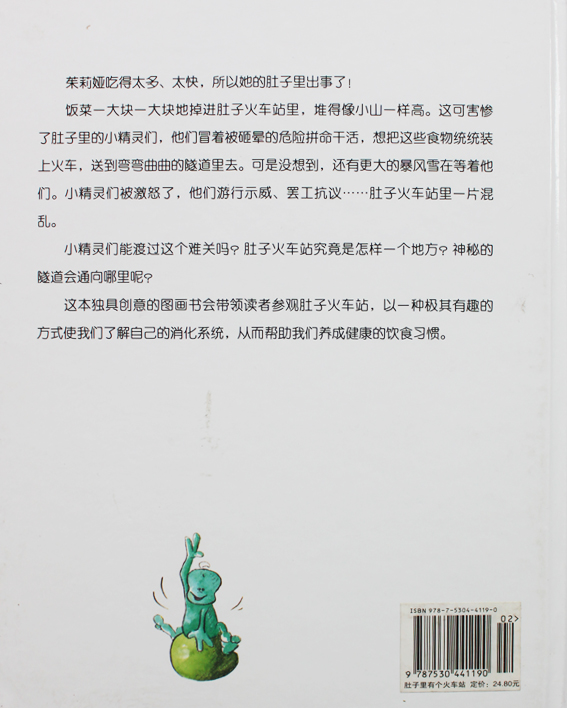 茱莉娅吃得太多、太快，所以她的肚子里出事了！
饭菜一大块一大块地掉进肚子火车站里，堆得像小山一样高。这可害惨
了肚子里的小精灵们，他们冒着被砸晕的危险拼命干活，想把这些食物统统装
上火车，送到弯弯曲曲的隧道里去。可是没想到，还有更大的暴风雪在等着他
们。小精灵们被激怒了，他们游行示威、罢工抗议……肚子火车站里一片混
乱。
小精灵们能渡过这个难关吗？肚子火车站究竟是怎样一个地方？神秘的
隧道会通向哪里呢？
这本独具创意的图画书会带领读者参观肚子火车站，以一种极其有趣的
方式使我们了解自己的消化系统，从而帮助我们养成健康的饮食习惯。
ISBN 978-7-5304-4119-0
02>
9 787530 441190
肚子里有个火车站 定价：24.80元